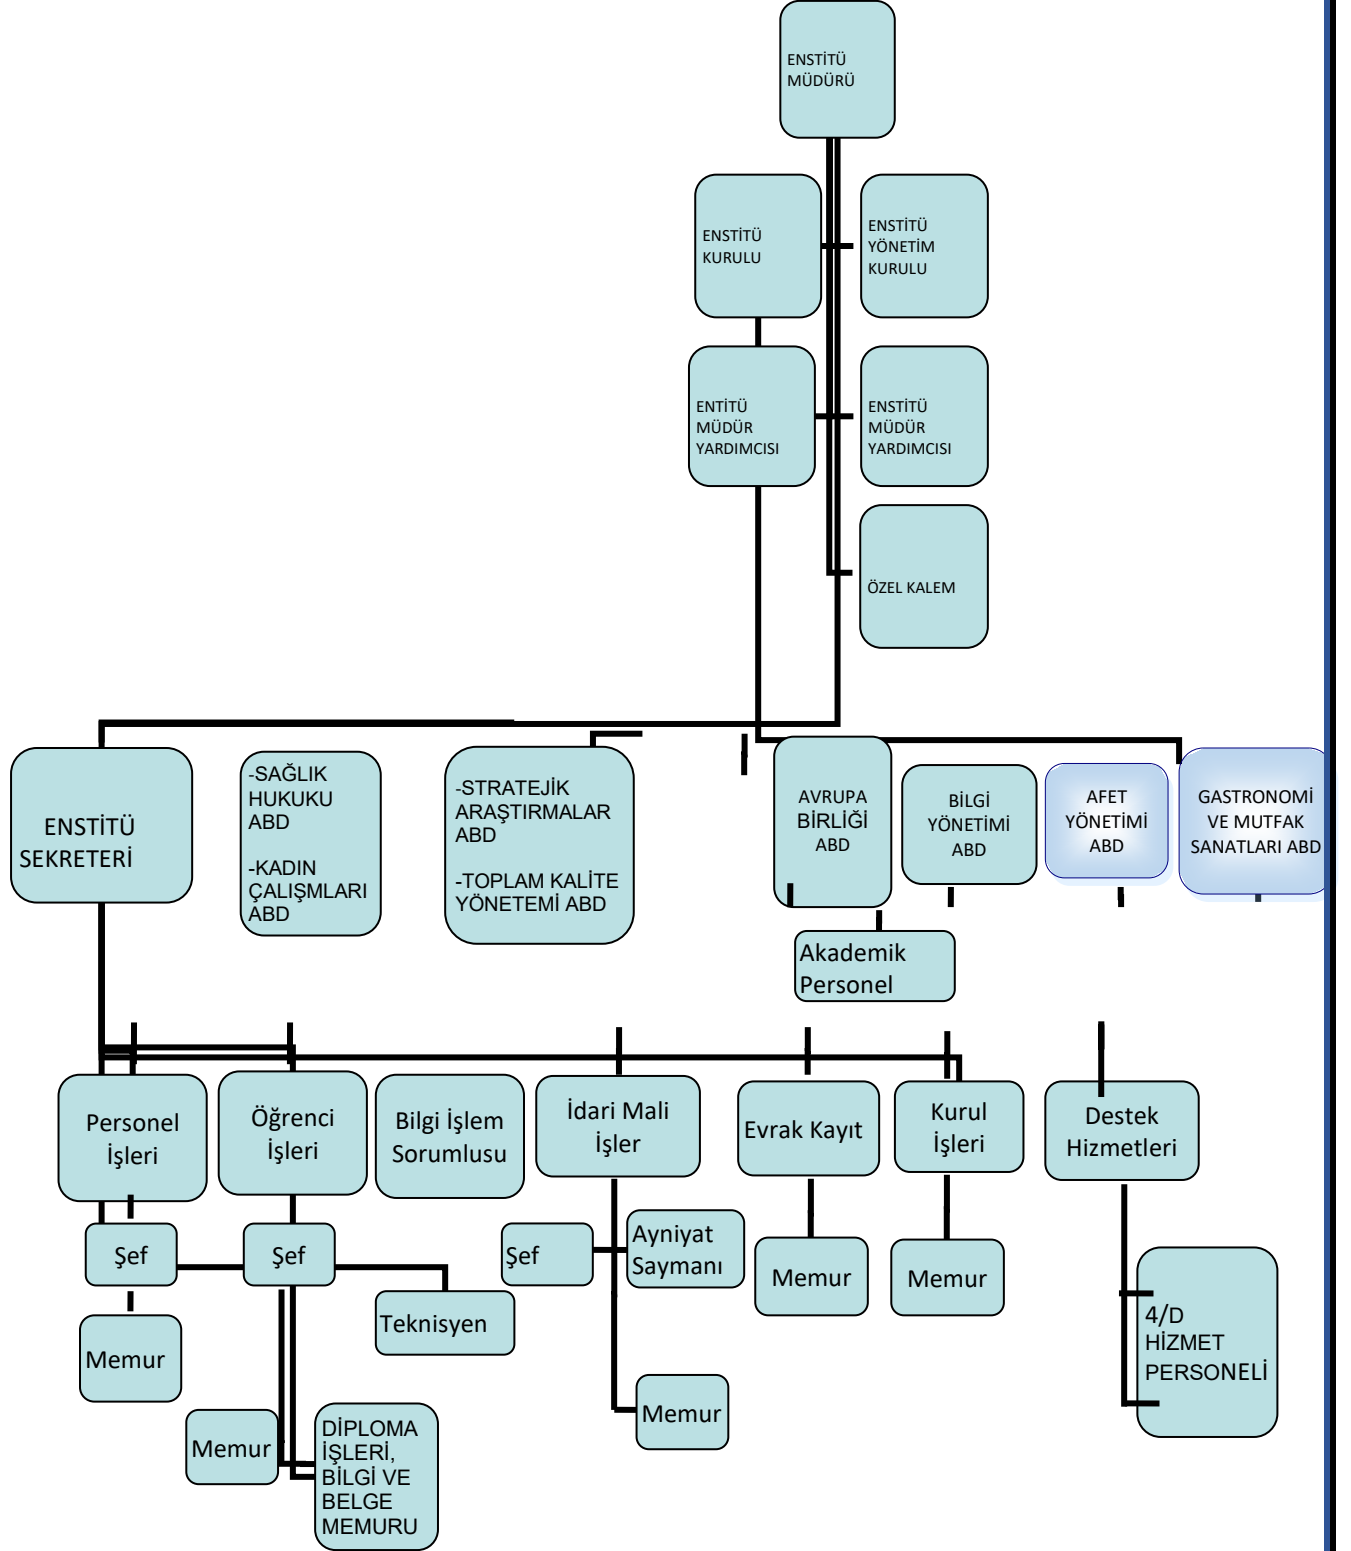 ENSTİTÜ
MÜDÜRÜ
ENSTİTÜ
KURULU
ENSTİTÜ
YÖNETİM
KURULU
ENTİTÜ
MÜDÜR
YARDIMCISI
ENSTİTÜ
MÜDÜR
YARDIMCISI
ÖZEL KALEM
ENSTİTÜ
SEKRETERİ
-SAĞLIK
HUKUKU
ABD
-KADIN
ÇALIŞMLARI
ABD
-STRATEJİK
ARAŞTIRMALAR
ABD
-TOPLAM KALİTE
YÖNETEMİ ABD
AVRUPA
BİRLİĞİ
ABD
BİLGİ
YÖNETİMİ
ABD
AFET
YÖNETİMİ
ABD
GASTRONOMİ
VE MUTFAK
SANATLARI ABD
Akademik
Personel
Personel
İşleri
Öğrenci
İşleri
Bilgi İşlem
Sorumlusu
İdari Mali
İşler
Evrak Kayıt
Kurul
İşleri
Destek
Hizmetleri
Şef
Şef
Şef
Ayniyat
Saymanı
Memur
Memur
4/D
HİZMET
PERSONELİ
Teknisyen
Memur
Memur
Memur
DİPLOMA
İŞLERİ,
BİLGİ VE
BELGE
MEMURU